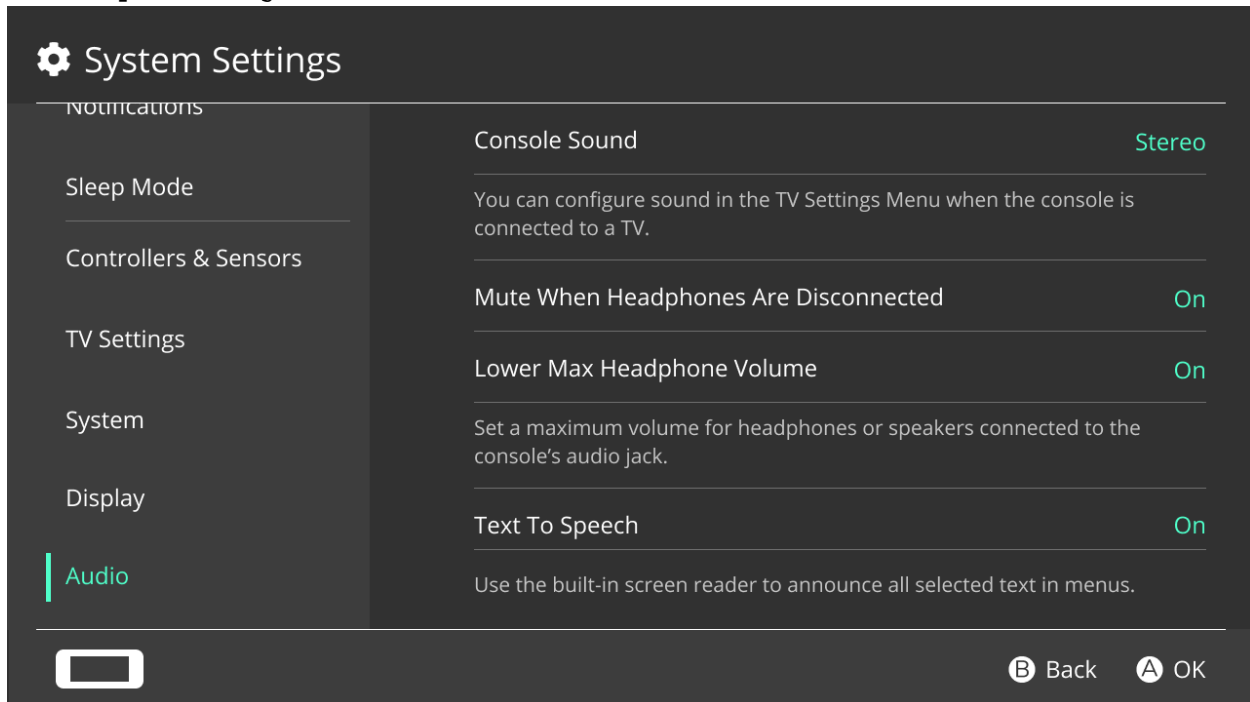 System Settings
Notifications
Sleep Mode
Controllers & Sensors
TV Settings
System
Display
Audio
Console Sound
Stereo
You can configure sound in the TV Settings Menu when the console is
connected to a TV.
Mute When Headphones Are Disconnected
On
Lower Max Headphone Volume
On
Set a maximum volume for headphones or speakers connected to the
console's audio jack.
Text To Speech
On
Use the built-in screen reader to announce all selected text in menus.
B Back
A OK